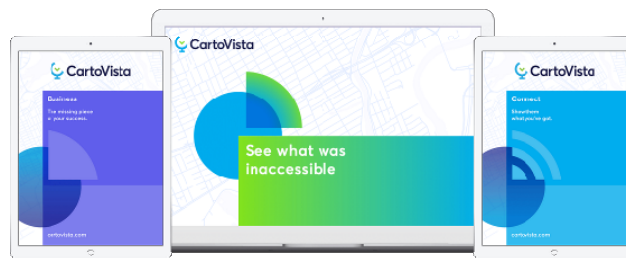 CartoVista
Business
The missing piece
in your success.
cartovista.com
CartoVista
See what was
inaccessible
CartoVista
Connect
Show them
what you've got.
cartovista.com